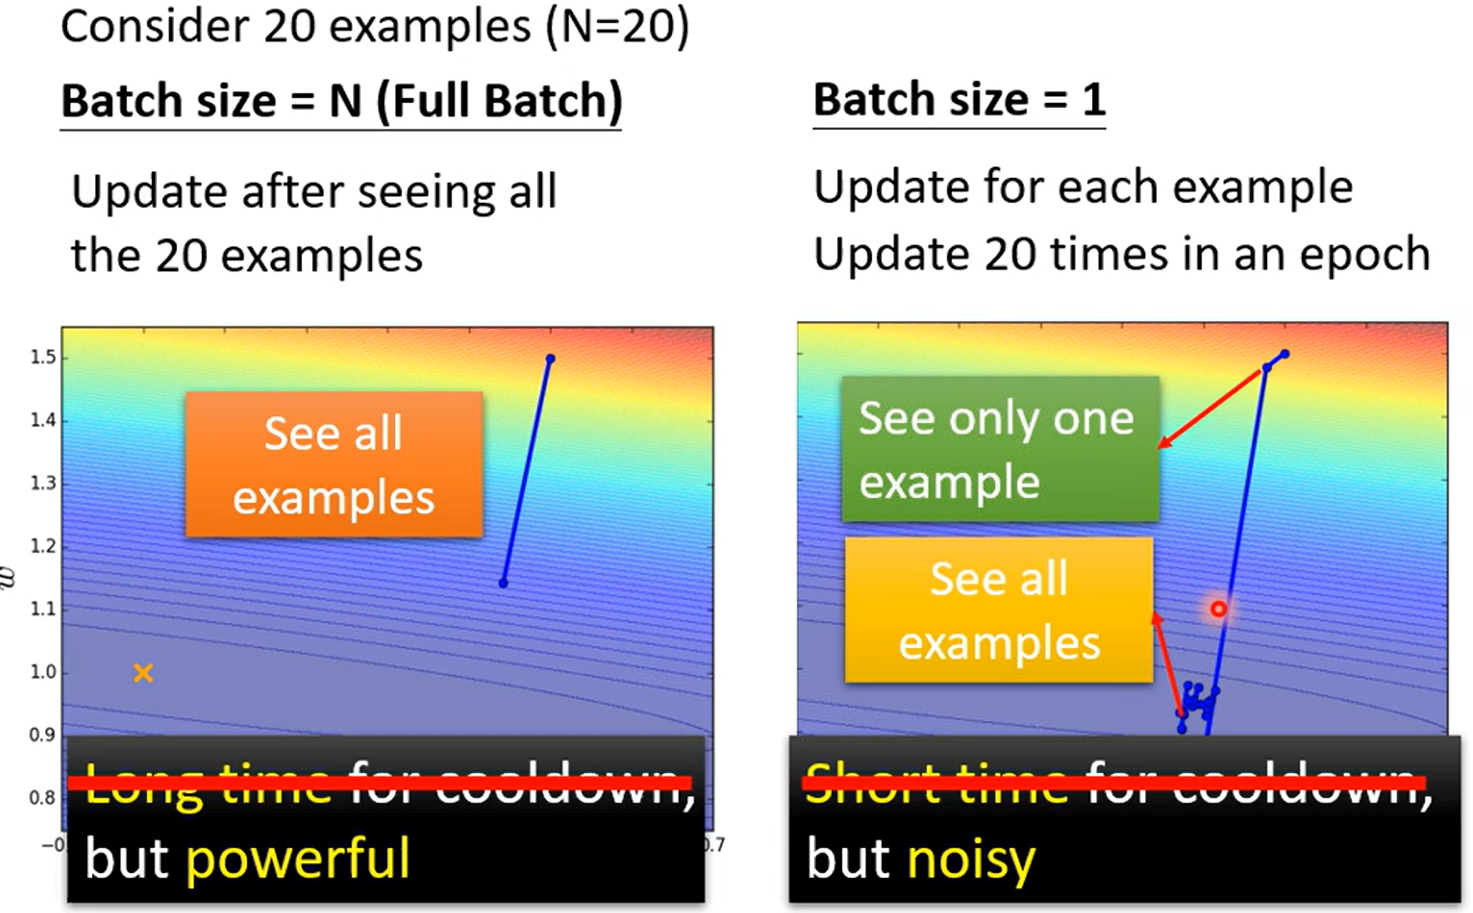 Consider 20 examples (N=20)
Batch size = N (Full Batch)
Update after seeing all
the 20 examples
Batch size = 1
Update for each example
Update 20 times in an epoch
1.5
1.4
1.3
1.2
1.1
1.0
0.9
0.8
w
See all
examples
Long time for cooldown,
but powerful
−0
0.7
See only one
example
See all
examples
Short time for cooldown,
but noisy